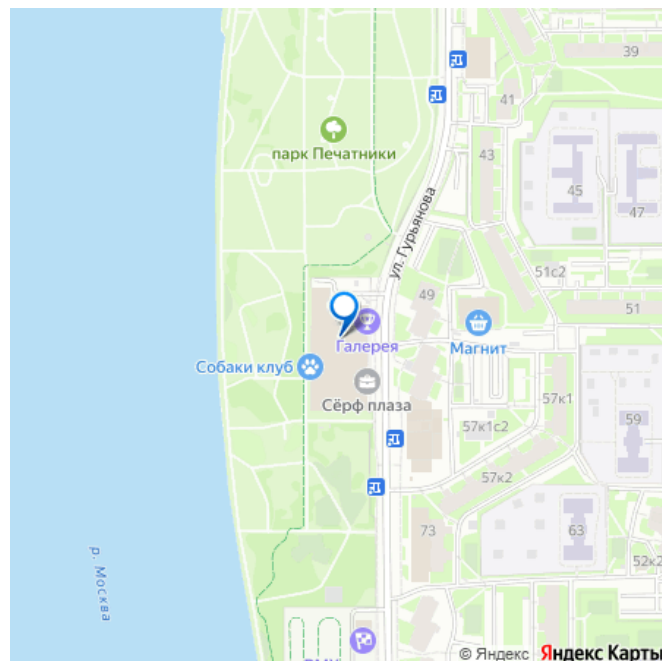 39
41
парк Печатники
43
45
47
ул. Гурьянова
51с2
49
51
Галерея
Магнит
Собаки клуб
Сёрф плаза
57к1
59
57к1с2
57к2
73
63
52к2
р. Москва
© Яндекс Яндекс Карты